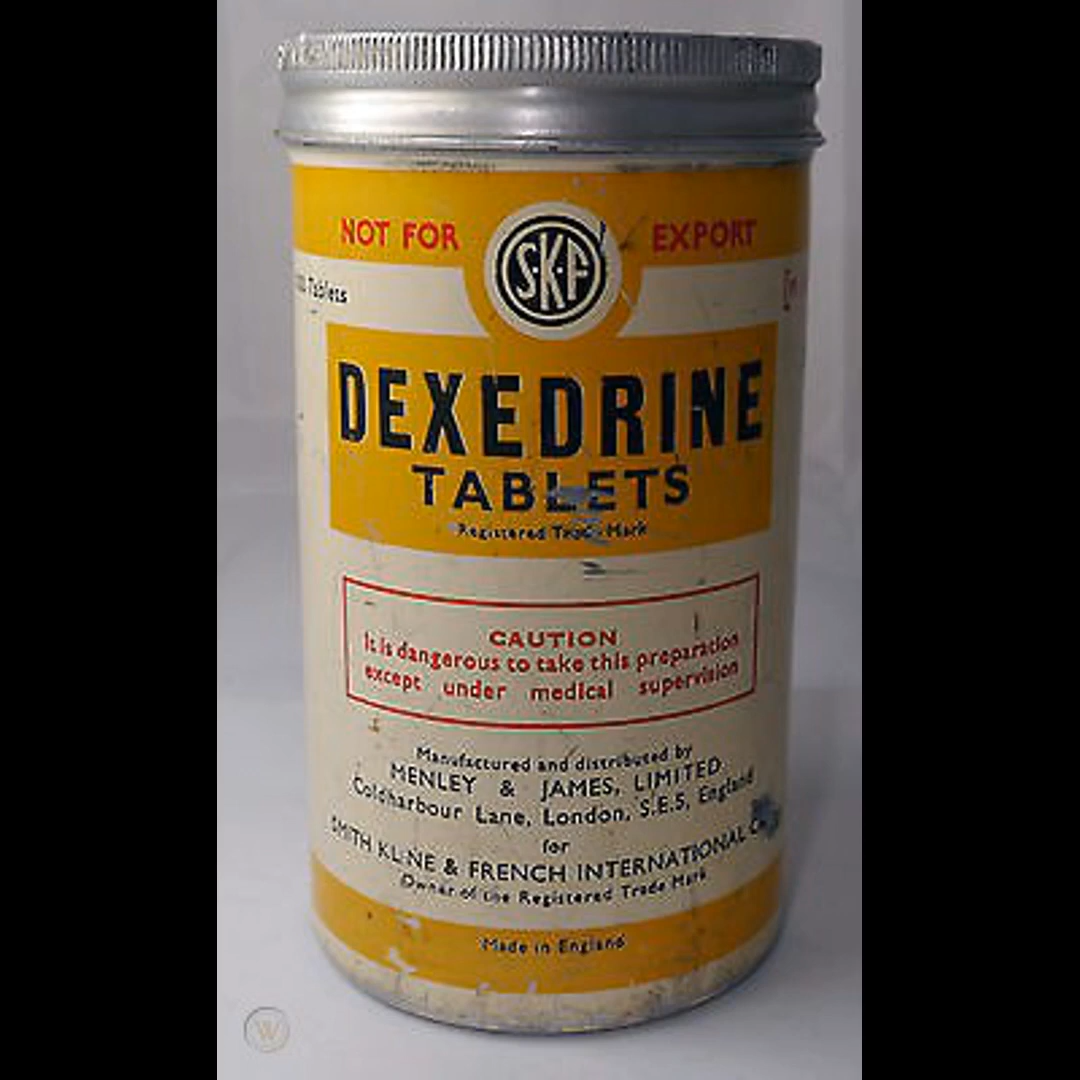 NOT FOR EXPORT
S.K.F
Tablets
DEXEDRINE
TABLETS
Registered Trade Mark
CAUTION
It is dangerous to take this preparation
except under medical supervision
Manufactured and distributed by
MENLEY & JAMES, LIMITED
Coldharbour Lane, London, S.E.5, England
for
SMITH KLINE & FRENCH INTERNATIONAL CO.
Owner of the Registered Trade Mark
Made in England
W